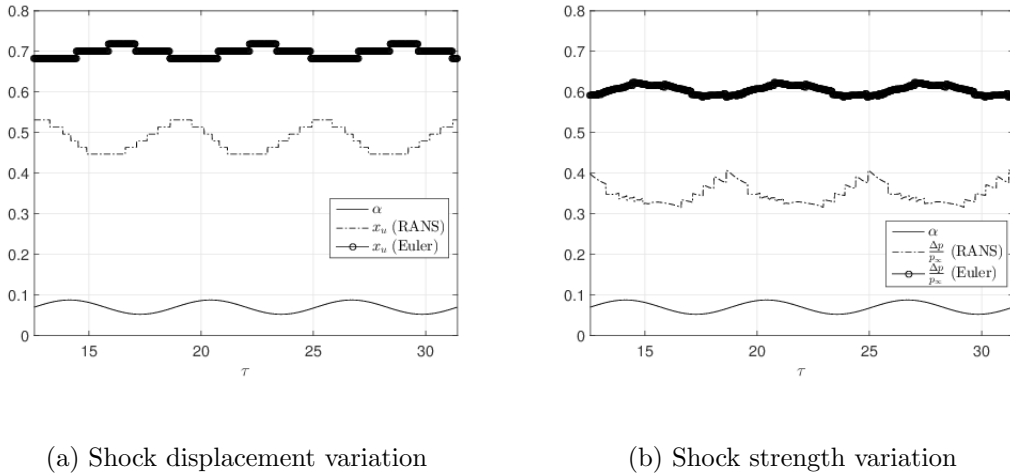 0.8
0.7
0.6
0.5
0.4
0.3
0.2
0.1
0
15
20
25
30
τ
α
x_u (RANS)
x_u (Euler)
(a) Shock displacement variation
0.8
0.7
0.6
0.5
0.4
0.3
0.2
0.1
0
15
20
25
30
τ
α
Δp/p_∞ (RANS)
Δp/p_∞ (Euler)
(b) Shock strength variation